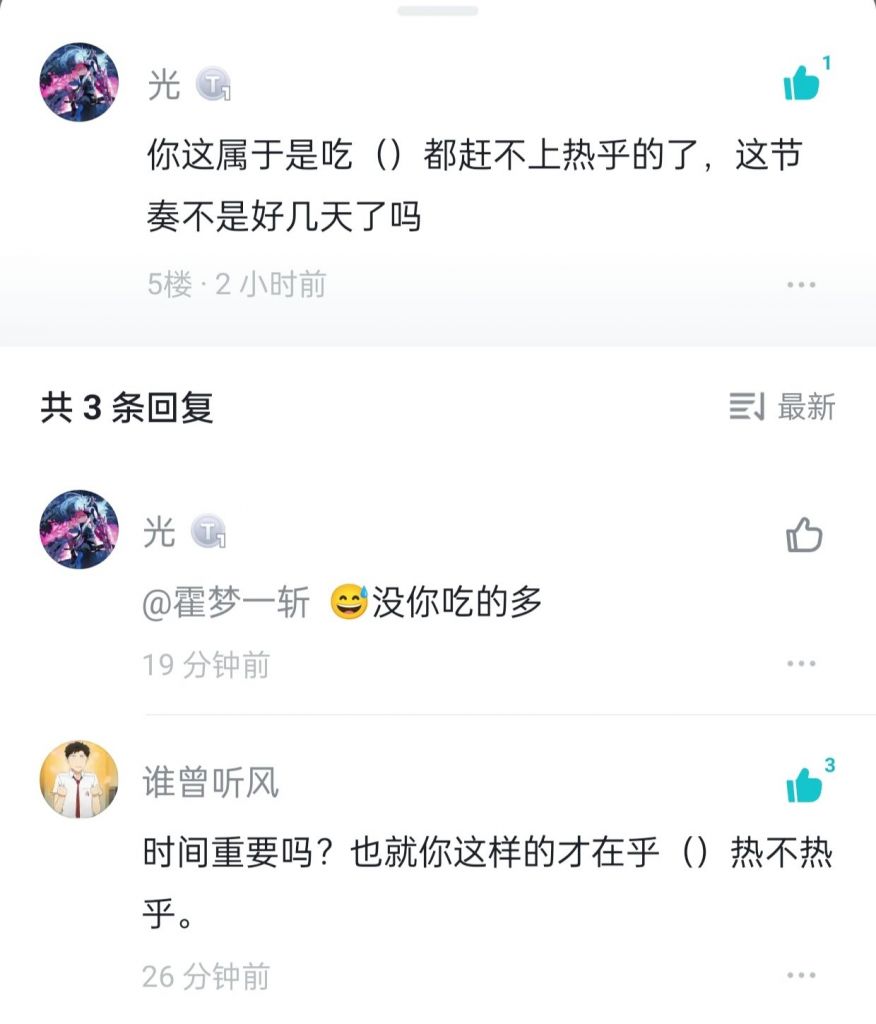 光 T1
1
你这属于是吃（）都赶不上热乎的了，这节
奏不是好几天了吗
5楼 · 2 小时前
共 3 条回复
最新
光 T1
@霍梦一斩 😅没你吃的多
19 分钟前
谁曾听风
3
时间重要吗？也就你这样的才在乎（）热不热
乎。
26 分钟前